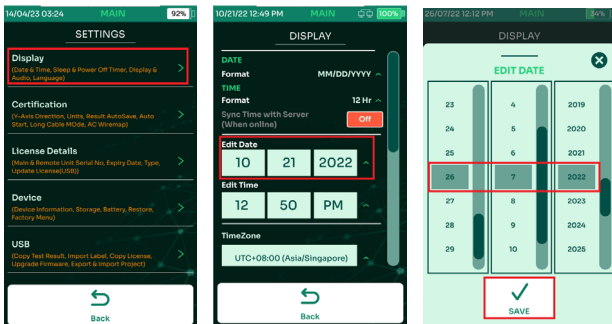 14/04/23 03:24 MAIN 92%
SETTINGS
Display
(Date & Time, Sleep & Power Off Timer, Display &
Audio, Language)
Certification
(Y-Axis Direction, Units, Result AutoSave, Auto
Start, Long Cable MOde, AC Wiremap)
License Details
(Main & Remote Unit Serial No, Expiry Date, Type,
Update License(USB))
Device
(Device Information, Storage, Battery, Restore,
Factory Menu)
USB
(Copy Test Result, Import Label, Copy License,
Upgrade Firmware, Export & Import Project)
Back
10/21/22 12:49 PM MAIN 100%
DISPLAY
DATE
Format MM/DD/YYYY
TIME
Format 12 Hr
Sync Time with Server
(When online)
Off
Edit Date
10 21 2022
Edit Time
12 50 PM
TimeZone
UTC+08:00 (Asia/Singapore)
Back
26/07/22 12:12 PM MAIN 34%
DISPLAY
EDIT DATE
23 4 2019
24 5 2020
25 6 2021
26 7 2022
27 8 2023
28 9 2024
29 10 2025
SAVE